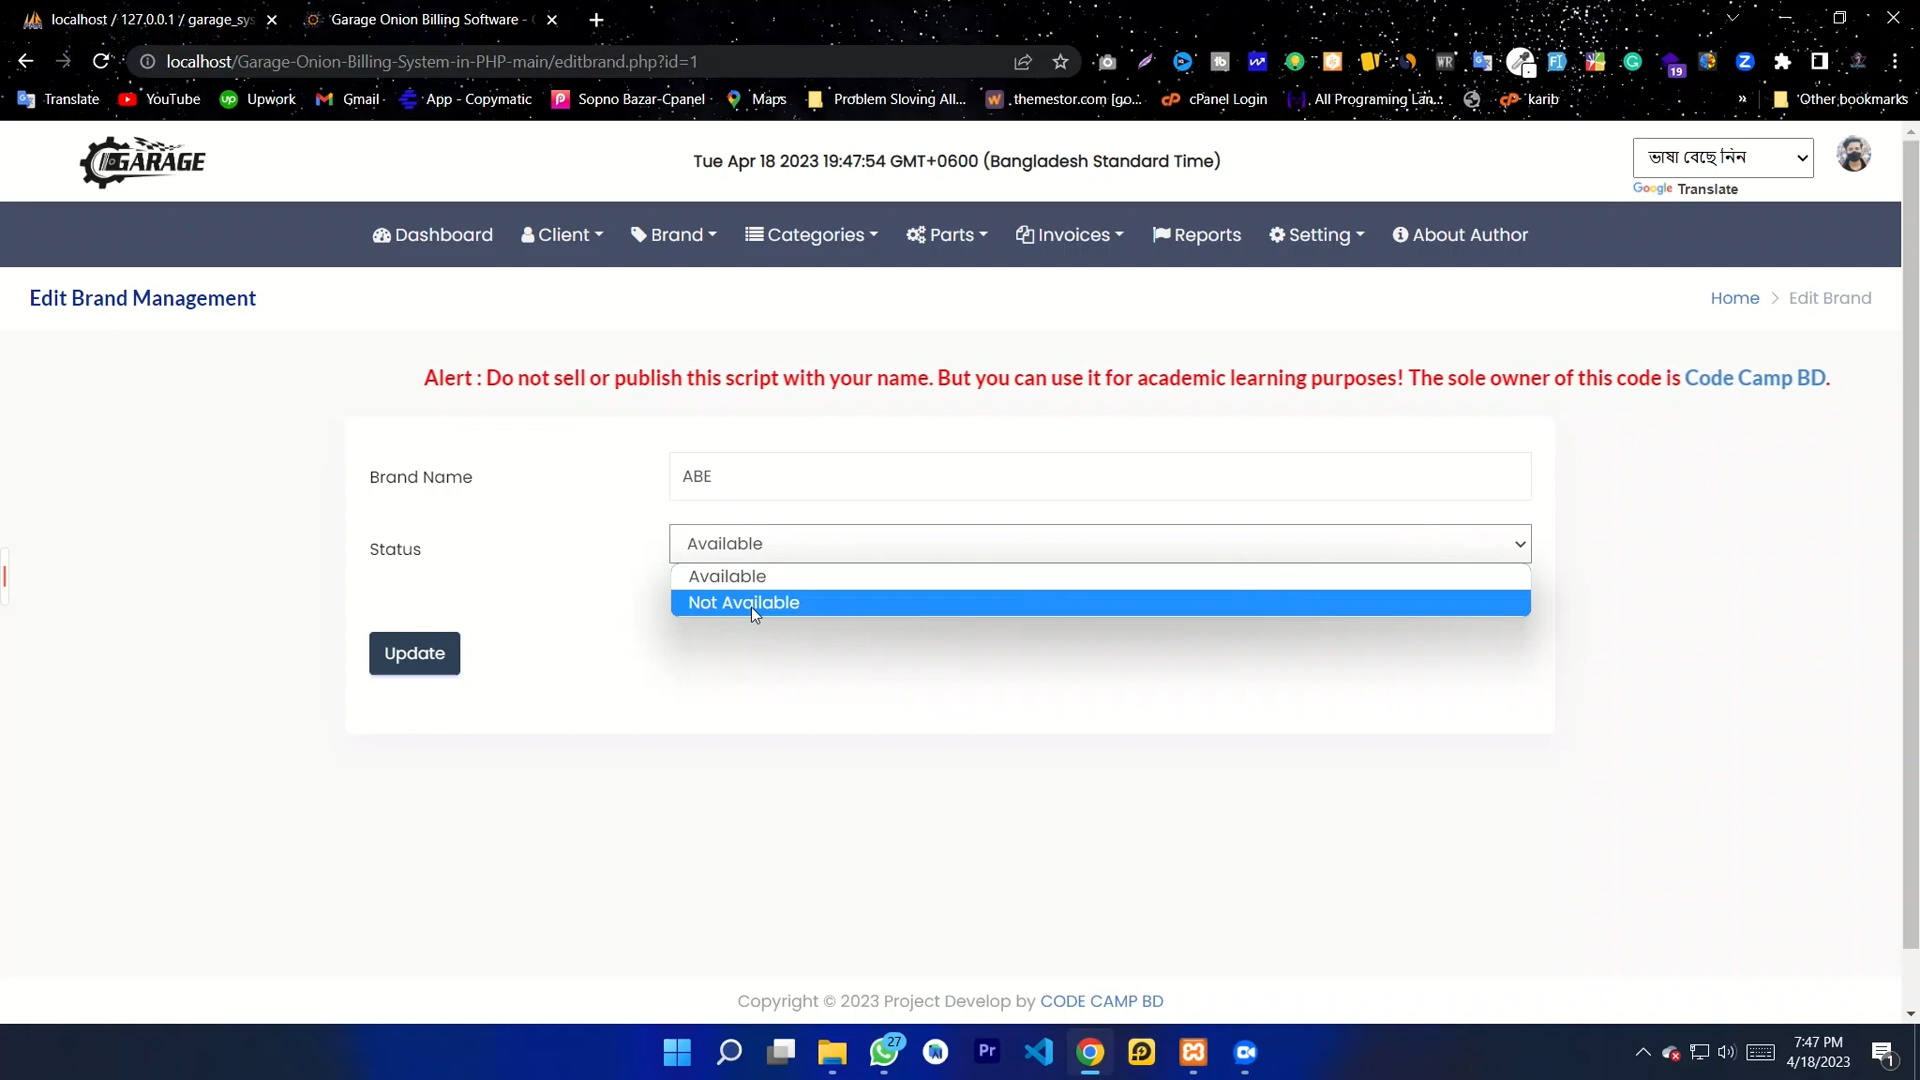 localhost / 127.0.0.1 / garage_sys
Garage Onion Billing Software -
localhost/Garage-Onion-Billing-System-in-PHP-main/editbrand.php?id=1
Translate
YouTube
Upwork
Gmail
App - Copymatic
Sopno Bazar-Cpanel
Maps
Problem Sloving All...
.themestor.com [go...
cPanel Login
All Programing Lan...
karib
Other bookmarks
19
GARAGE
Tue Apr 18 2023 19:47:54 GMT+0600 (Bangladesh Standard Time)
ভাষা বেছে নিন
Google Translate
Dashboard
Client
Brand
Categories
Parts
Invoices
Reports
Setting
About Author
Edit Brand Management
Home > Edit Brand
Alert : Do not sell or publish this script with your name. But you can use it for academic learning purposes! The sole owner of this code is Code Camp BD.
Brand Name
ABE
Status
Available
Available
Not Available
Update
Copyright © 2023 Project Develop by CODE CAMP BD
27
Pr
7:47 PM
4/18/2023
1